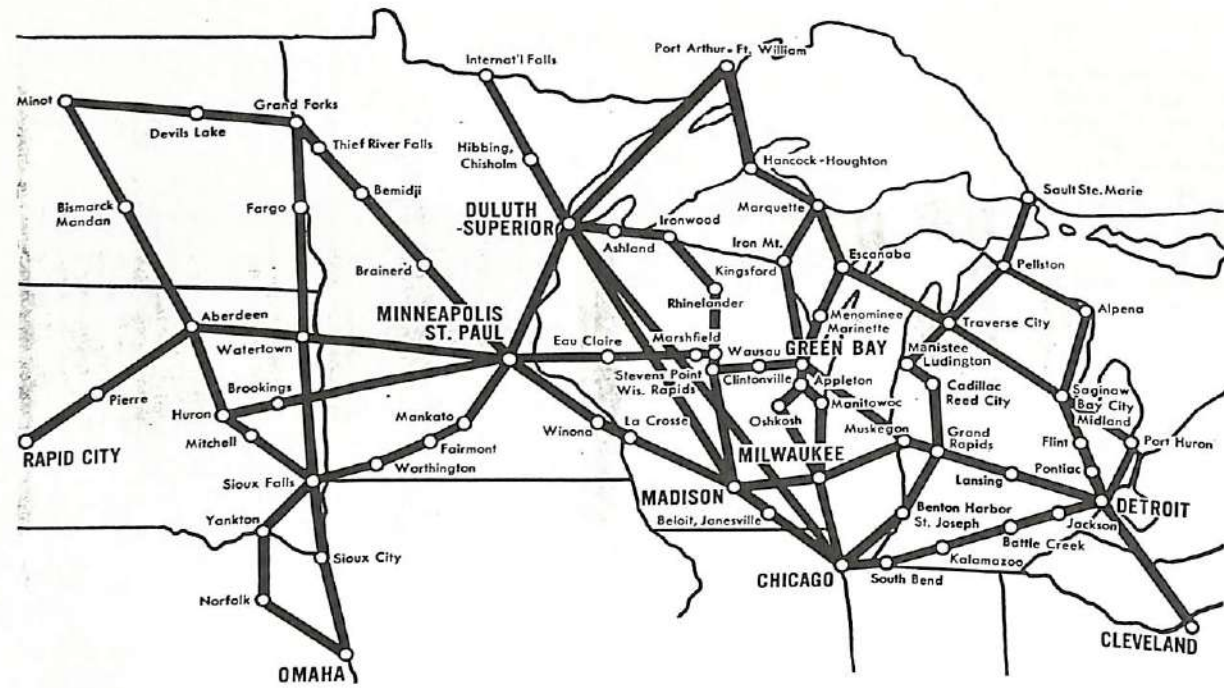 Port Arthur - Ft. William
Internat'l Falls
Minot
Grand Forks
Devils Lake
Thief River Falls
Hibbing,
Chisholm
Hancock - Houghton
Sault Ste. Marie
Bemidji
Bismarck
Mandan
Fargo
DULUTH
-SUPERIOR
Ironwood
Marquette
Ashland
Iron Mt.
Kingsford
Escanaba
Brainerd
Pellston
Rhinelander
Alpena
MINNEAPOLIS
ST. PAUL
Aberdeen
Watertown
Menominee
Marinette
Traverse City
Eau Claire
Marshfield
Wausau
GREEN BAY
Manistee
Ludington
Stevens Point
Wis. Rapids
Clintonville
Appleton
Cadillac
Reed City
Saginaw
Bay City
Midland
Pierre
Brookings
Huron
Mankato
Oshkosh
Manitowoc
Mitchell
Winona
La Crosse
Muskegon
Grand
Rapids
Flint
Port Huron
Fairmont
MILWAUKEE
RAPID CITY
Worthington
Lansing
Pontiac
Sioux Falls
MADISON
DETROIT
Yankton
Beloit, Janesville
Benton Harbor
St. Joseph
Jackson
Battle Creek
Sioux City
Kalamazoo
CHICAGO
South Bend
Norfolk
CLEVELAND
OMAHA